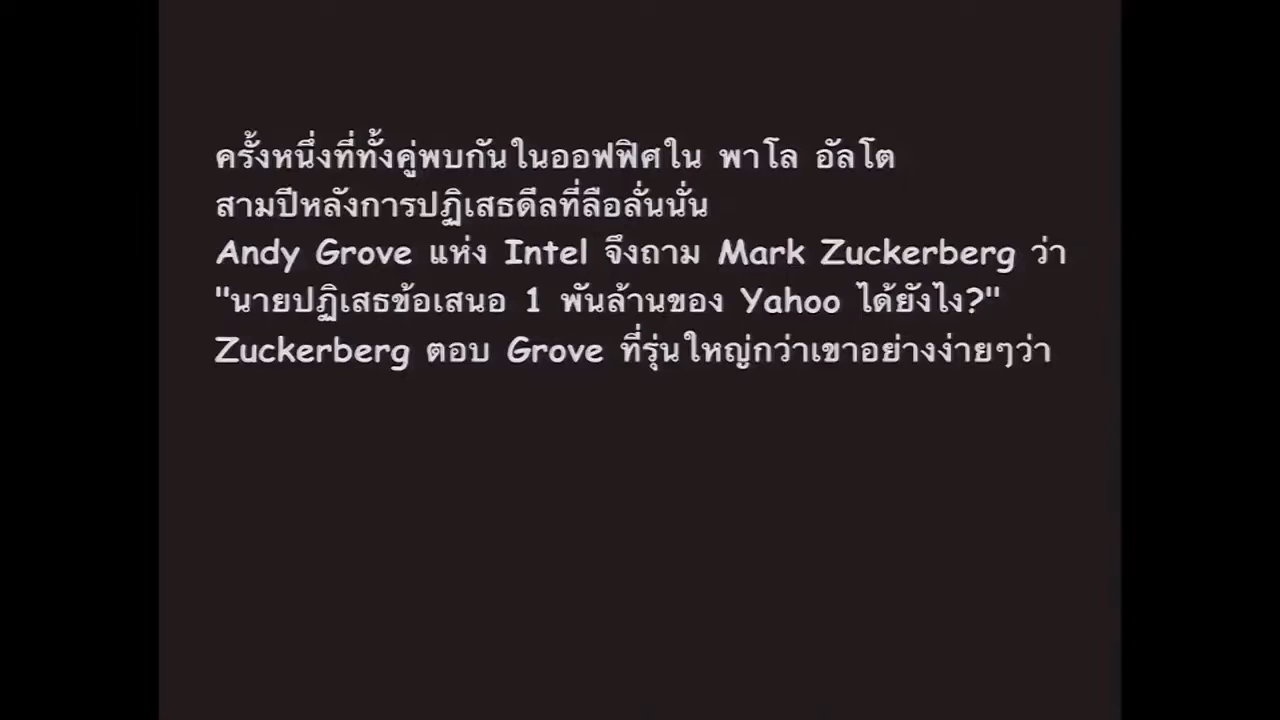 ครั้งหนึ่งที่ทั้งคู่พบกันในออฟฟิศใน พาโล อัลโต
สามปีหลังการปฏิเสธดีลที่ลือลั่นนั่น
Andy Grove แห่ง Intel จึงถาม Mark Zuckerberg ว่า
"นายปฏิเสธข้อเสนอ 1 พันล้านของ Yahoo ได้ยังไง?"
Zuckerberg ตอบ Grove ที่รุ่นใหญ่กว่าเขาอย่างง่ายๆว่า